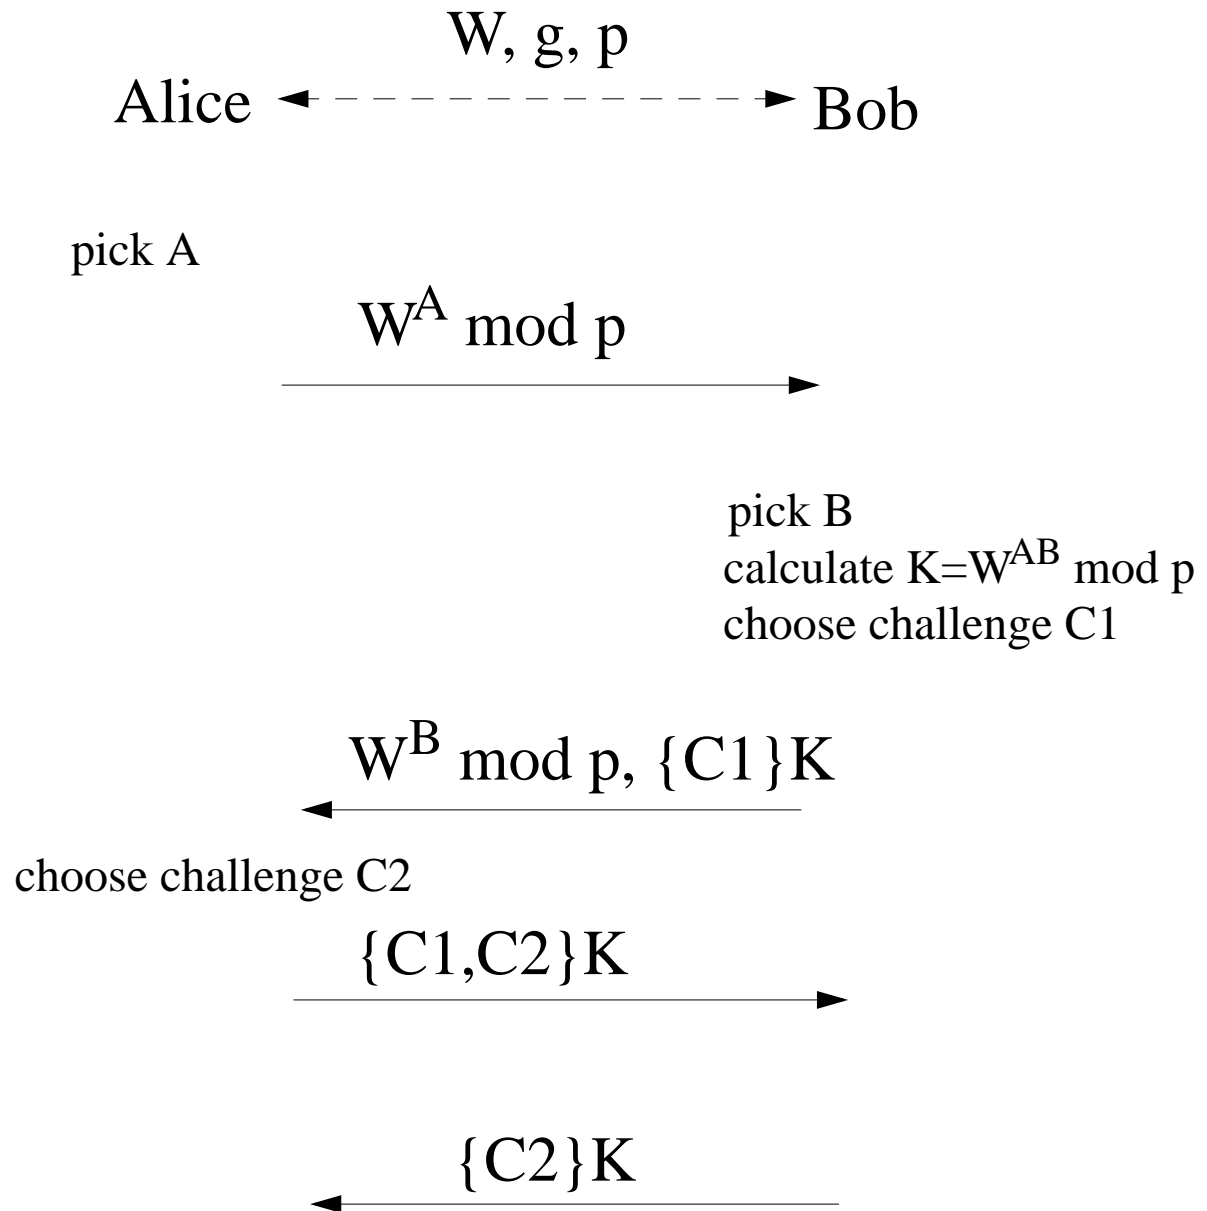 W, g, p
Alice
Bob
pick A
W^A mod p
pick B
calculate K=W^AB mod p
choose challenge C1
W^B mod p, {C1}K
choose challenge C2
{C1,C2}K
{C2}K